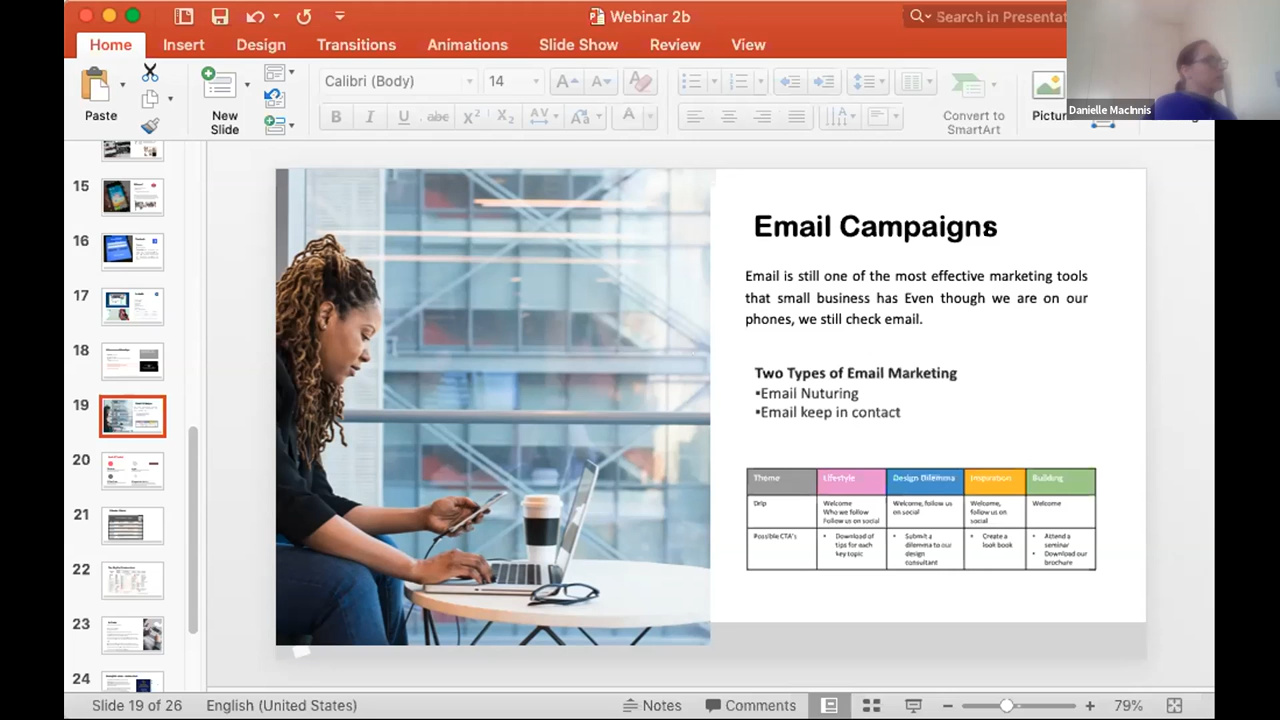 Webinar 2b
Search in Presentat
Home Insert Design Transitions Animations Slide Show Review View
Calibri (Body) 14
Paste
New
Slide
Convert to
SmartArt
Pictur
Danielle MacInnis
15
16
17
18
19
20
21
22
23
24
Email Campaigns
Email is still one of the most effective marketing tools
that small business has Even though we are on our
phones, we still check email.
Two Types of Email Marketing
▪Email Nuturing
▪Email keep in contact
Theme Lifestyle Design Dilemma Inspiration Building
Drip Welcome Welcome, follow us Welcome, Welcome
Who we follow on social follow us on
Follow us on social social
Possible CTA's • Download of • Submit a • Create a • Attend a
tips for each dilemma to our look book seminar
key topic design • Download our
consultant brochure
Slide 19 of 26 English (United States) Notes Comments 79%